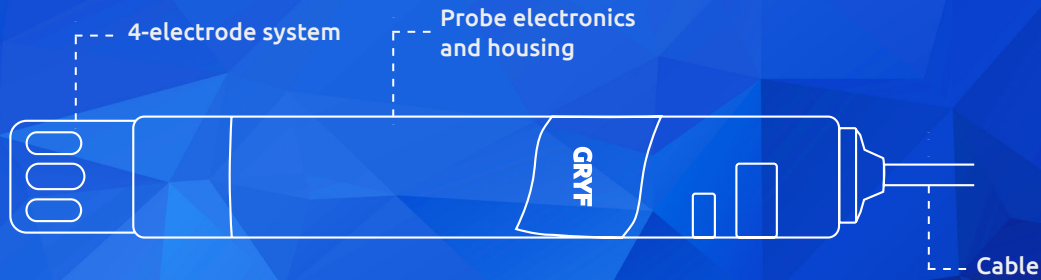 4-electrode system
Probe electronics
and housing
GRYF
Cable